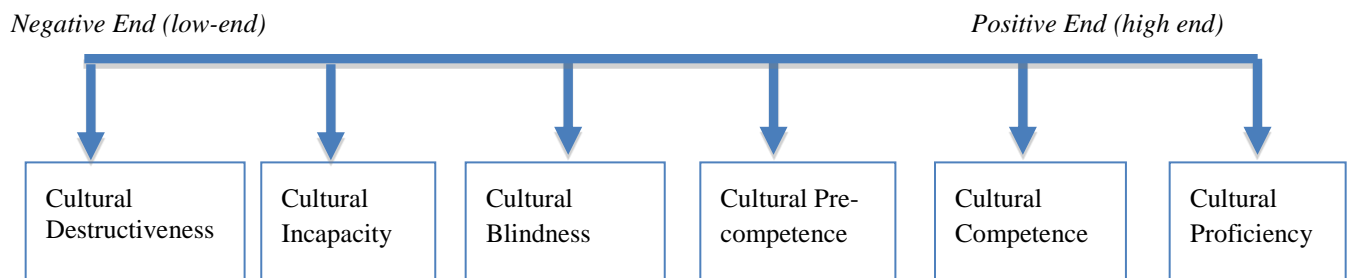 Negative End (low-end)
Positive End (high end)
Cultural
Destructiveness
Cultural
Incapacity
Cultural
Blindness
Cultural Pre-
competence
Cultural
Competence
Cultural
Proficiency